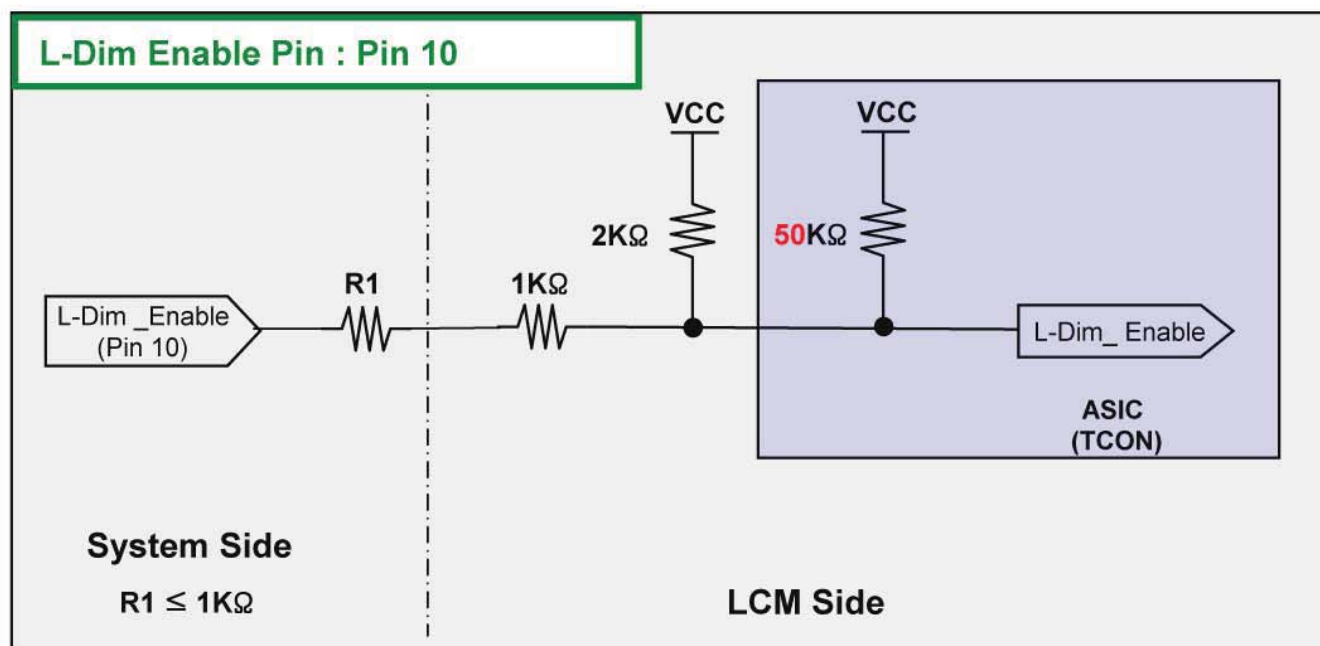 L-Dim Enable Pin : Pin 10
VCC
VCC
2KΩ
50KΩ
R1
1KΩ
L-Dim _Enable
(Pin 10)
L-Dim_ Enable
ASIC
(TCON)
System Side
R1 ≤ 1KΩ
LCM Side